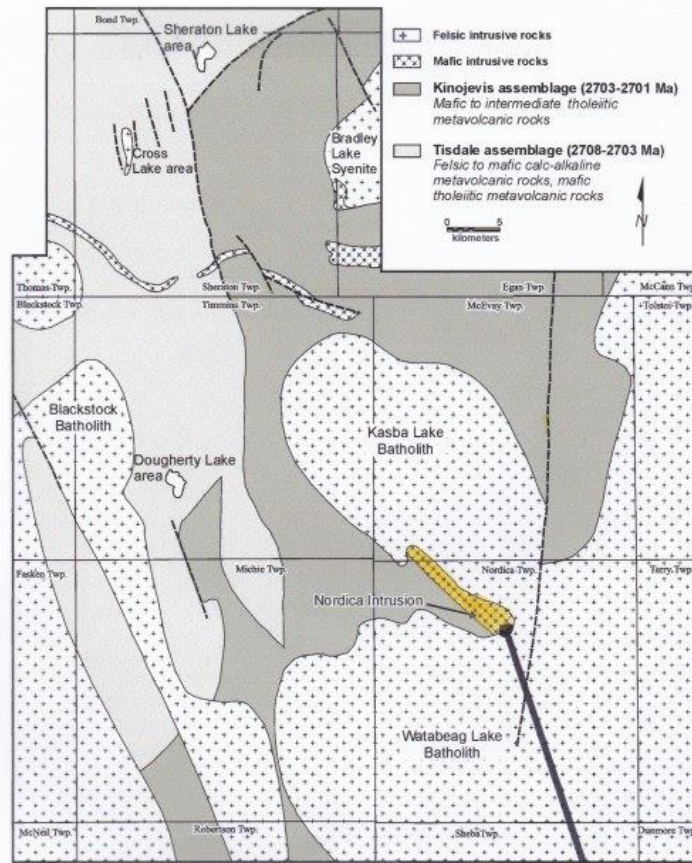 Bond Twp.
Sheraton Lake
area
Cross
Lake area
Bradley
Lake
Syenite
Felsic intrusive rocks
Mafic intrusive rocks
Kinojevis assemblage (2703-2701 Ma)
Mafic to intermediate tholeiitic
metavolcanic rocks
Tisdale assemblage (2708-2703 Ma)
Felsic to mafic calc-alkaline
metavolcanic rocks, mafic
tholeiitic metavolcanic rocks
0 5
kilometers
N
Thomas Twp.
Sheraton Twp.
Egan Twp.
McCann Twp
Blackstock Twp.
Timmins Twp.
McEvay Twp.
Tolstoi Twp.
Blackstock
Batholith
Kasba Lake
Batholith
Dougherty Lake
area
Fasken Twp.
Michie Twp.
Nordica Twp.
Terry Twp.
Nordica Intrusion
Watabeag Lake
Batholith
McNeil Twp.
Robertson Twp.
Sheba Twp.
Dunmore Twp